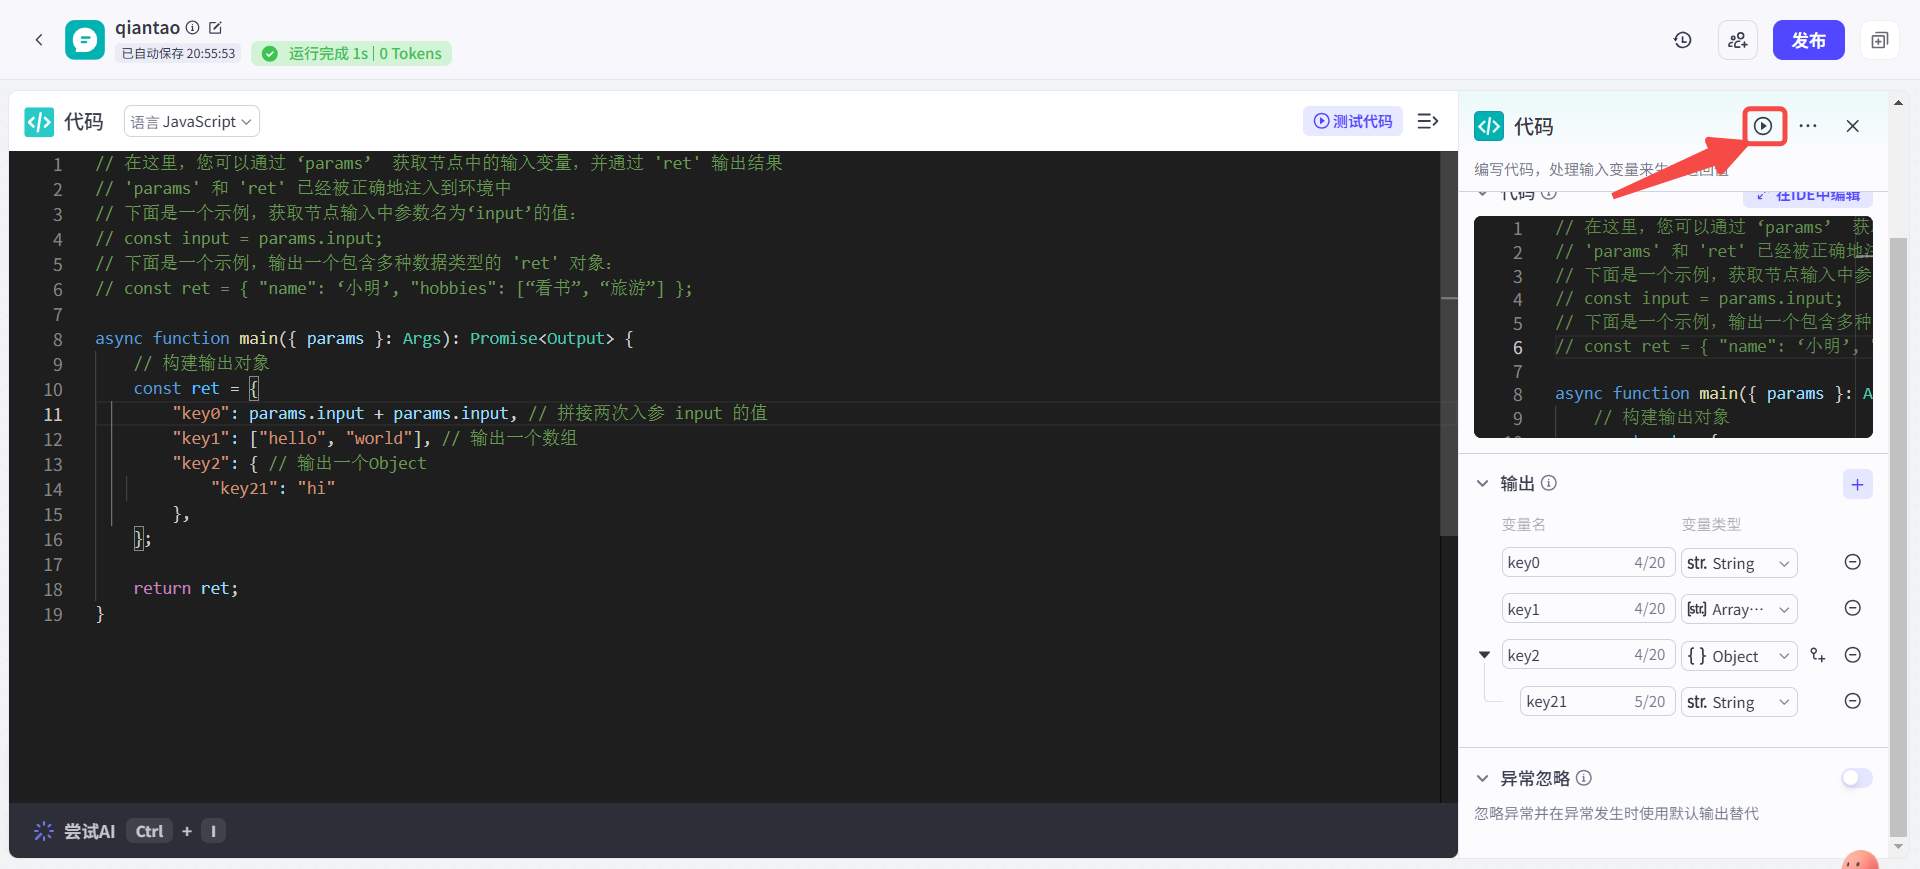 qiantao
已自动保存 20:55:53
运行完成 1s | 0 Tokens
发布
代码
语言 JavaScript
测试代码
1 // 在这里，您可以通过 ‘params’  获取节点中的输入变量，并通过 'ret' 输出结果
2 // 'params' 和 'ret' 已经被正确地注入到环境中
3 // 下面是一个示例，获取节点输入中参数名为‘input’的值：
4 // const input = params.input;
5 // 下面是一个示例，输出一个包含多种数据类型的 'ret' 对象：
6 // const ret = { "name": ‘小明’, "hobbies": [“看书”, “旅游”] };
7
8 async function main({ params }: Args): Promise<Output> {
9 // 构建输出对象
10 const ret = {
11 "key0": params.input + params.input, // 拼接两次入参 input 的值
12 "key1": ["hello", "world"], // 输出一个数组
13 "key2": { // 输出一个Object
14 "key21": "hi"
15 },
16 };
17
18 return ret;
19 }
尝试AI Ctrl + I
代码
编写代码，处理输入变量来生
回值
代码
在IDE中编辑
1 // 在这里，您可以通过 ‘params’  获
2 // 'params' 和 'ret' 已经被正确地注
3 // 下面是一个示例，获取节点输入中参
4 // const input = params.input;
5 // 下面是一个示例，输出一个包含多种
6 // const ret = { "name": ‘小明’, 
7
8 async function main({ params }: A
9 // 构建输出对象
输出
变量名 变量类型
key0 4/20 str. String
key1 4/20 [str] Array···
key2 4/20 { } Object
key21 5/20 str. String
异常忽略
忽略异常并在异常发生时使用默认输出替代